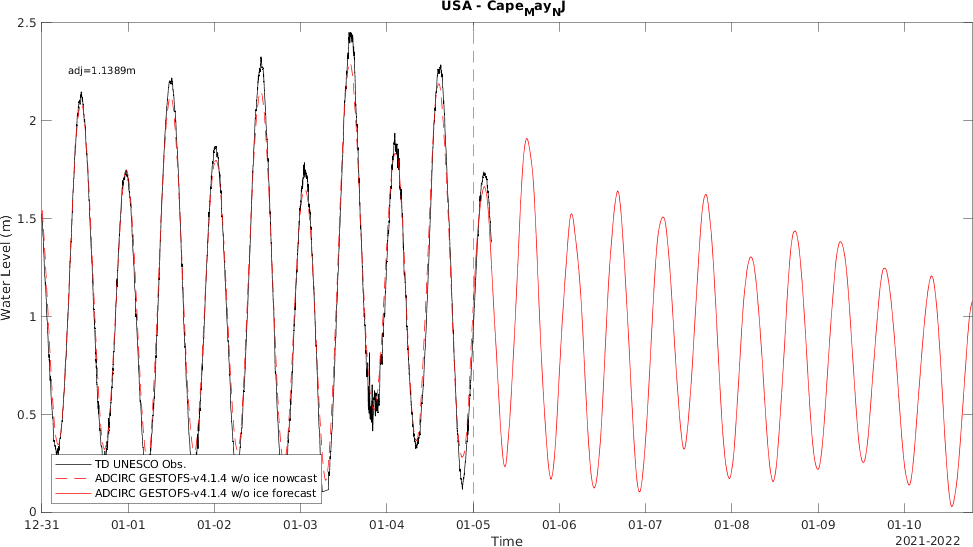 USA - CapeMayNJ
2.5
adj=1.1389m
2
1.5
Water Level (m)
1
0.5
TD UNESCO Obs.
ADCIRC GESTOFS-v4.1.4 w/o ice nowcast
ADCIRC GESTOFS-v4.1.4 w/o ice forecast
0
12-31 01-01 01-02 01-03 01-04 01-05 01-06 01-07 01-08 01-09 01-10
Time
2021-2022